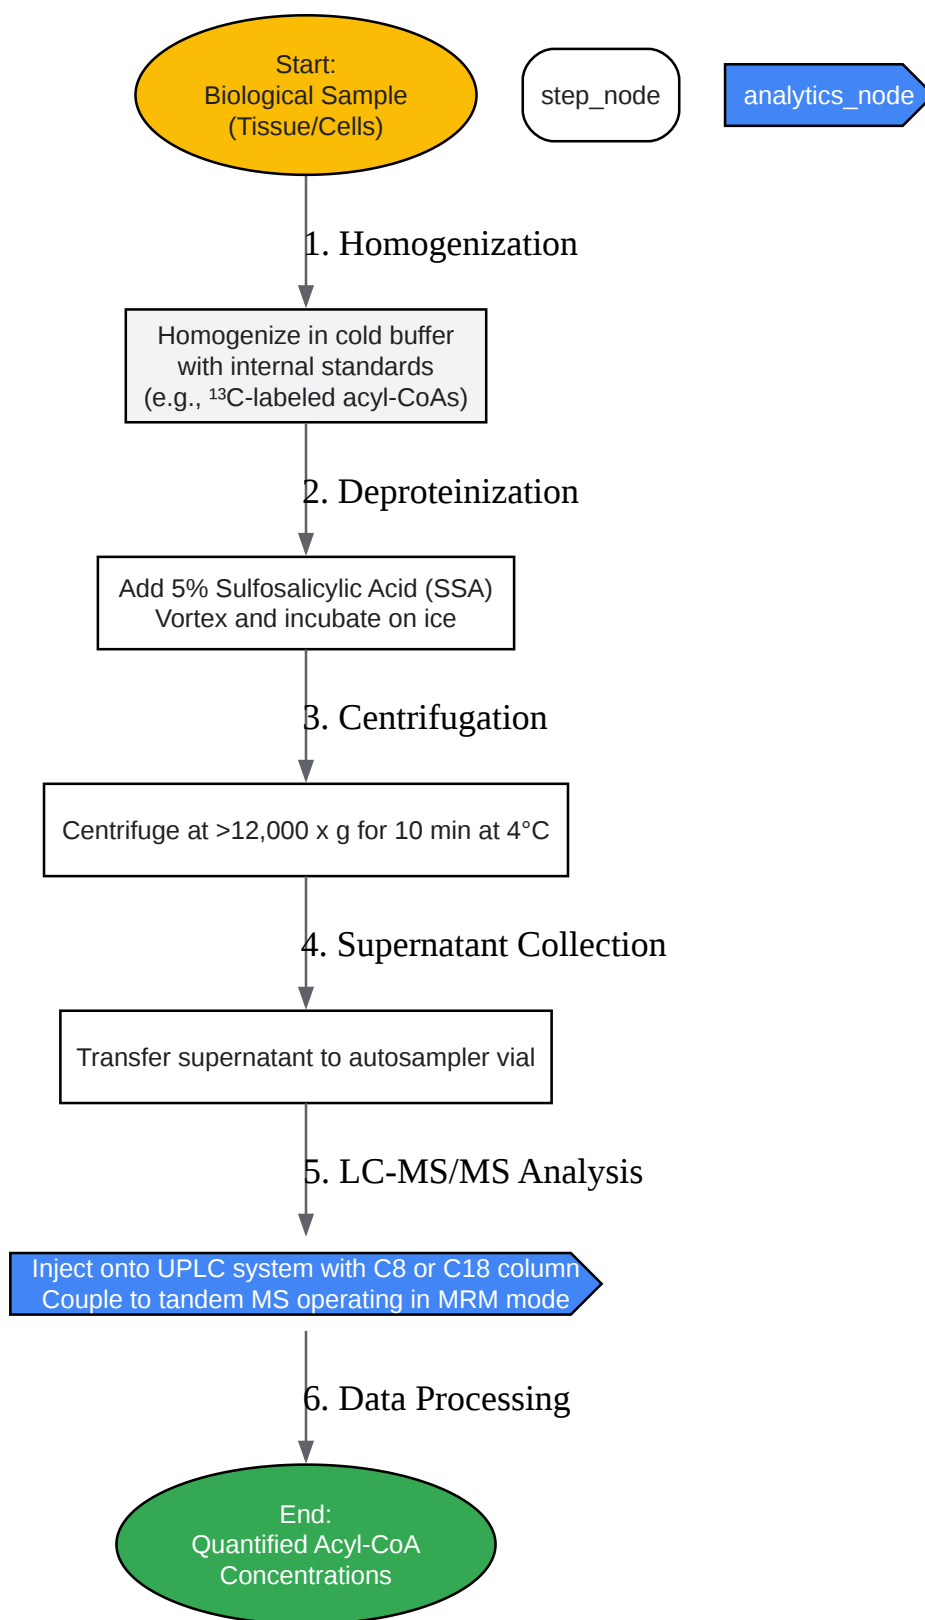 Start:
Biological Sample
(Tissue/Cells)
step_node
analytics_node
1. Homogenization
Homogenize in cold buffer
with internal standards
(e.g., ¹³C-labeled acyl-CoAs)
2. Deproteinization
Add 5% Sulfosalicylic Acid (SSA)
Vortex and incubate on ice
3. Centrifugation
Centrifuge at >12,000 x g for 10 min at 4°C
4. Supernatant Collection
Transfer supernatant to autosampler vial
5. LC-MS/MS Analysis
Inject onto UPLC system with C8 or C18 column
Couple to tandem MS operating in MRM mode
6. Data Processing
End:
Quantified Acyl-CoA
Concentrations